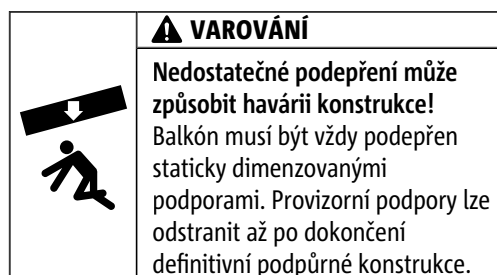 VAROVÁNÍ
Nedostatečné podepření může
způsobit havárii konstrukce!
Balkón musí být vždy podepřen
staticky dimenzovanými
podporami. Provizorní podpory lze
odstranit až po dokončení
definitivní podpůrné konstrukce.